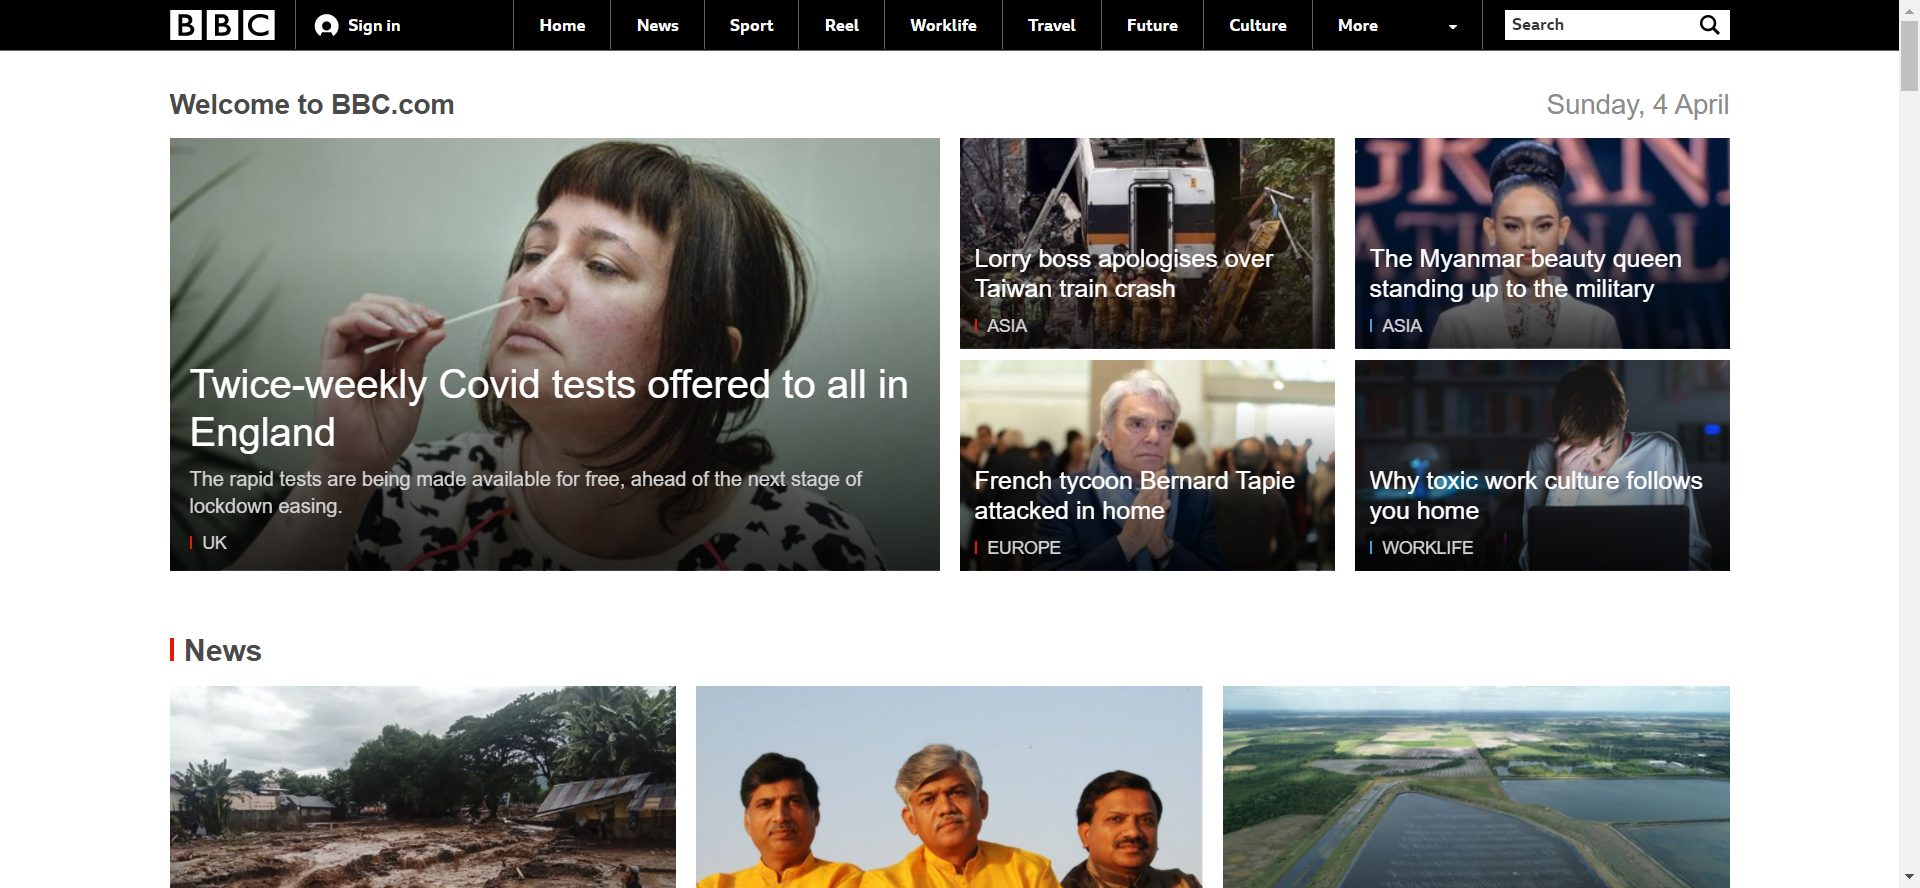 BBC
Sign in
Home
News
Sport
Reel
Worklife
Travel
Future
Culture
More
Search
Welcome to BBC.com
Sunday, 4 April
Twice-weekly Covid tests offered to all in
England
The rapid tests are being made available for free, ahead of the next stage of
lockdown easing.
UK
Lorry boss apologises over
Taiwan train crash
ASIA
GRAN
NATIONAL
The Myanmar beauty queen
standing up to the military
ASIA
French tycoon Bernard Tapie
attacked in home
EUROPE
Why toxic work culture follows
you home
WORKLIFE
News